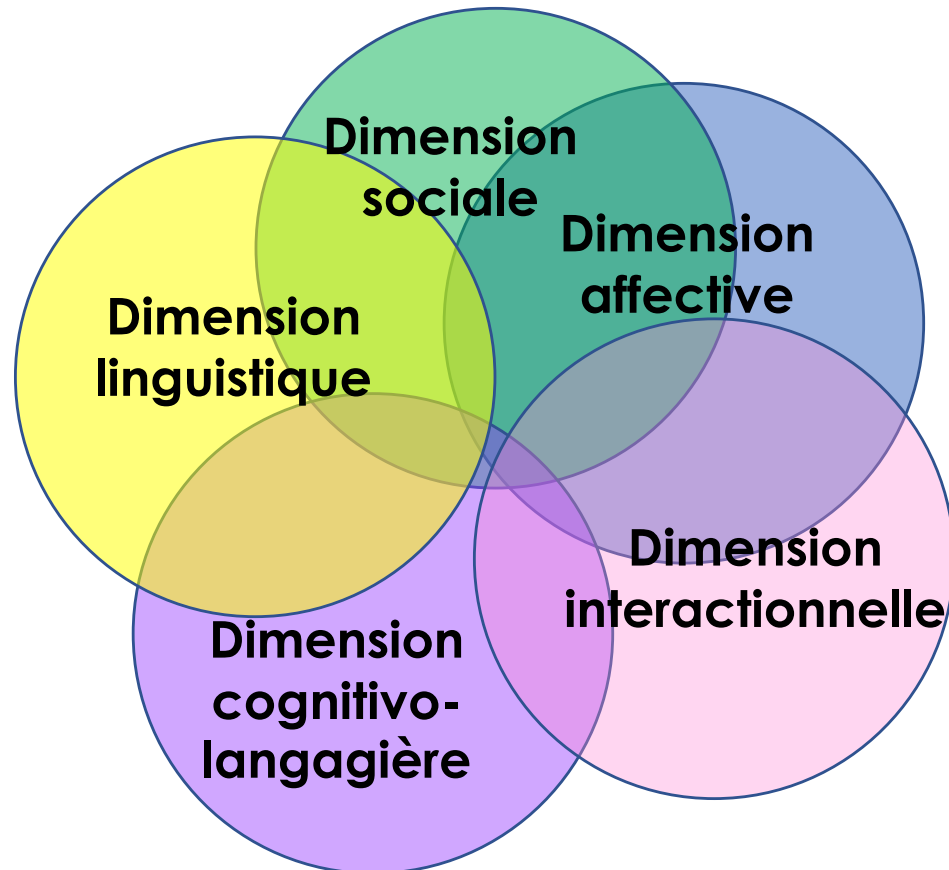 Dimension
sociale
Dimension
affective
Dimension
linguistique
Dimension
interactionnelle
Dimension
cognitivo-
langagière